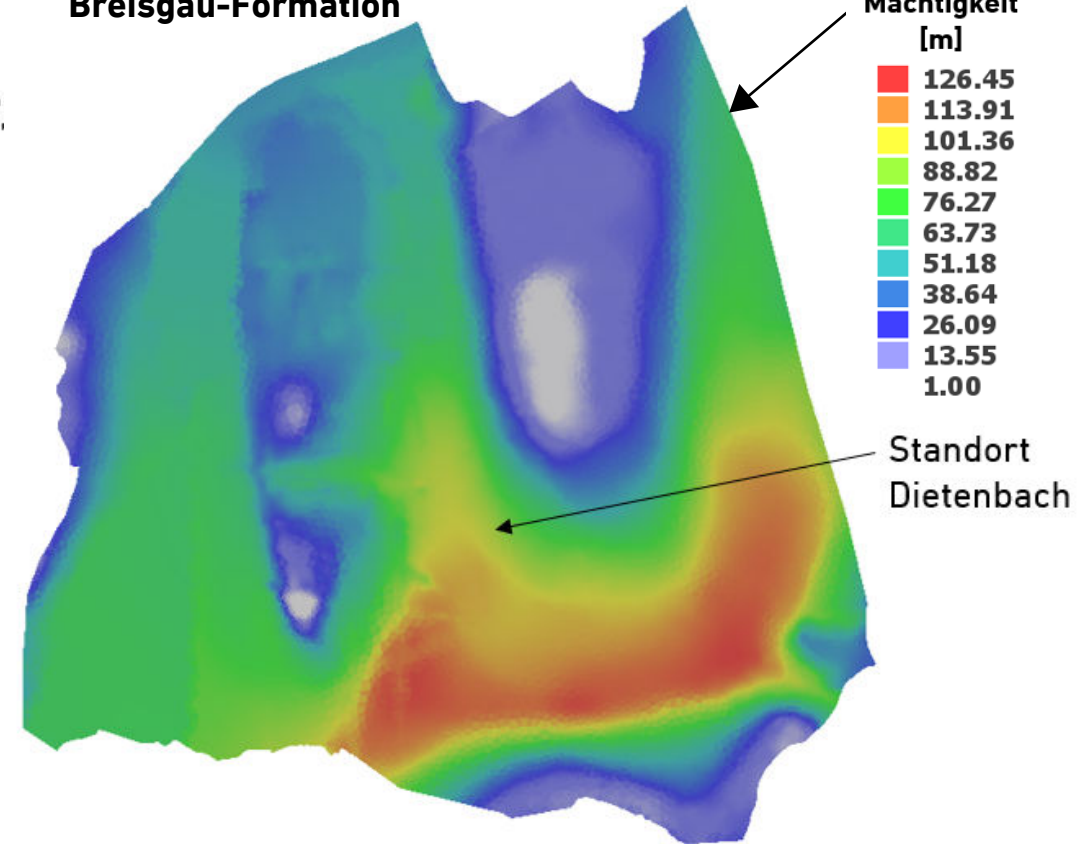 Breisgau-Formation
Mächtigkeit
[m]
126.45
113.91
101.36
88.82
76.27
63.73
51.18
38.64
26.09
13.55
1.00
Standort
Dietenbach